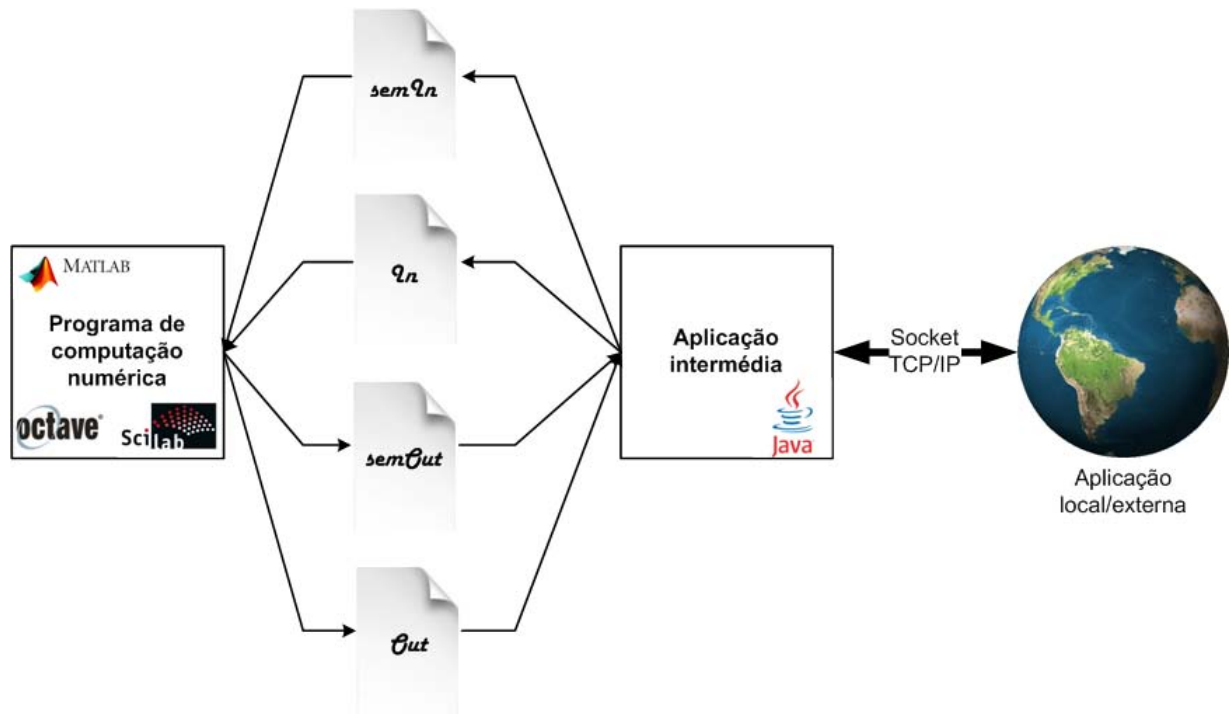 semIn
In
MATLAB
Programa de
computação
numérica
octave®
Scilab
semOut
Out
Aplicação
intermédia
Java
Socket
TCP/IP
Aplicação
local/externa